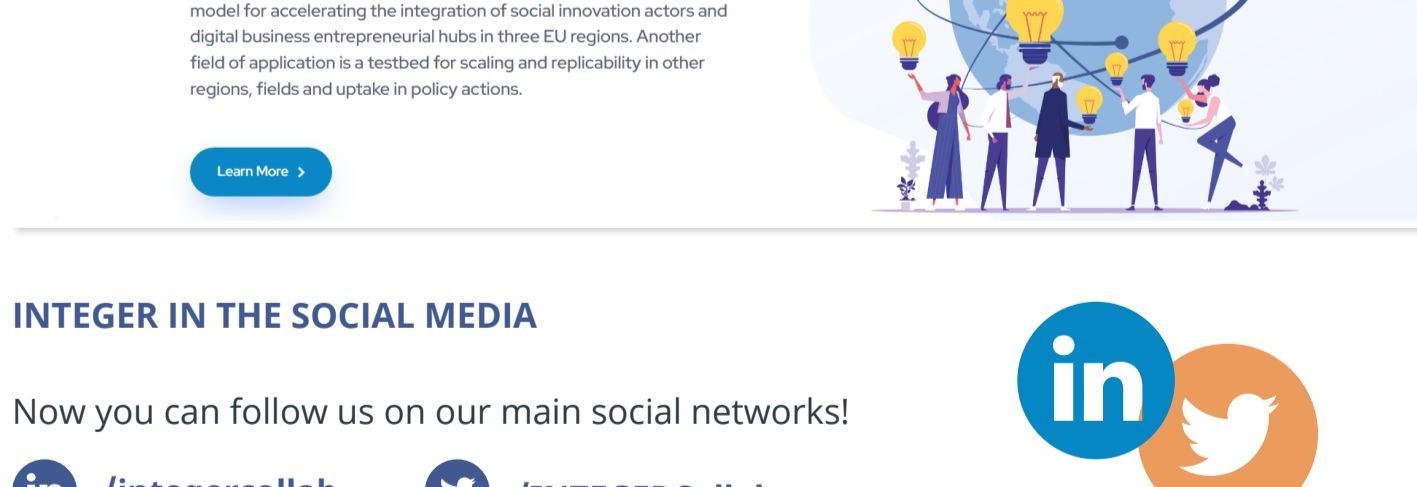 model for accelerating the integration of social innovation actors and
digital business entrepreneurial hubs in three EU regions. Another
field of application is a testbed for scaling and replicability in other
regions, fields and uptake in policy actions.
Learn More
INTEGER IN THE SOCIAL MEDIA
in
Now you can follow us on our main social networks!
in /integercollab